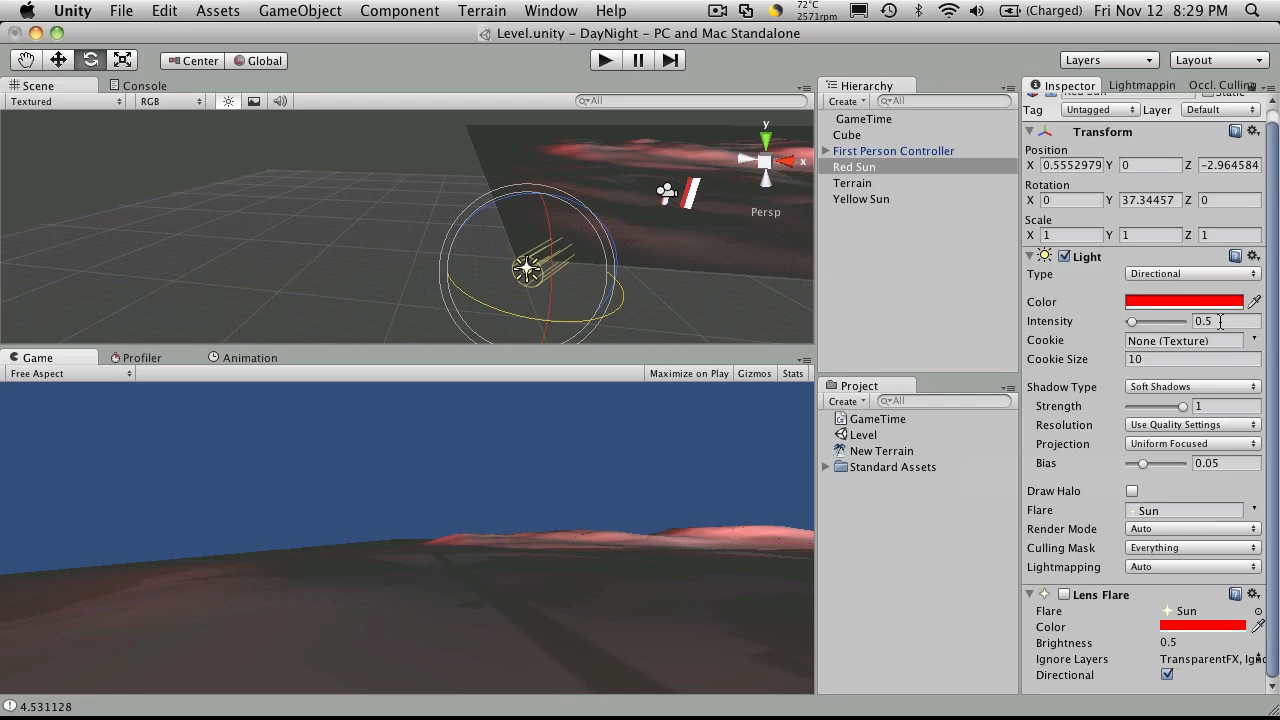 Unity File Edit Assets GameObject Component Terrain Window Help 72°C 2571rpm (Charged) Fri Nov 12 8:29 PM
Level.unity - DayNight - PC and Mac Standalone
Center Global Layers Layout
Scene Console
Textured RGB All
y
x
Persp
Hierarchy
Create All
GameTime
Cube
First Person Controller
Red Sun
Terrain
Yellow Sun
Game Profiler Animation
Free Aspect Maximize on Play Gizmos Stats
Project
Create All
GameTime
Level
New Terrain
Standard Assets
Inspector Lightmappin Occl. Culling
Tag Untagged Layer Default
Transform
Position
X 0.5552979 Y 0 Z −2.964584
Rotation
X 0 Y 37.34457 Z 0
Scale
X 1 Y 1 Z 1
Light
Type Directional
Color
Intensity 0.5
Cookie None (Texture)
Cookie Size 10
Shadow Type Soft Shadows
Strength 1
Resolution Use Quality Settings
Projection Uniform Focused
Bias 0.05
Draw Halo
Flare Sun
Render Mode Auto
Culling Mask Everything
Lightmapping Auto
Lens Flare
Flare Sun
Color
Brightness 0.5
Ignore Layers TransparentFX, Igno
Directional
4.531128